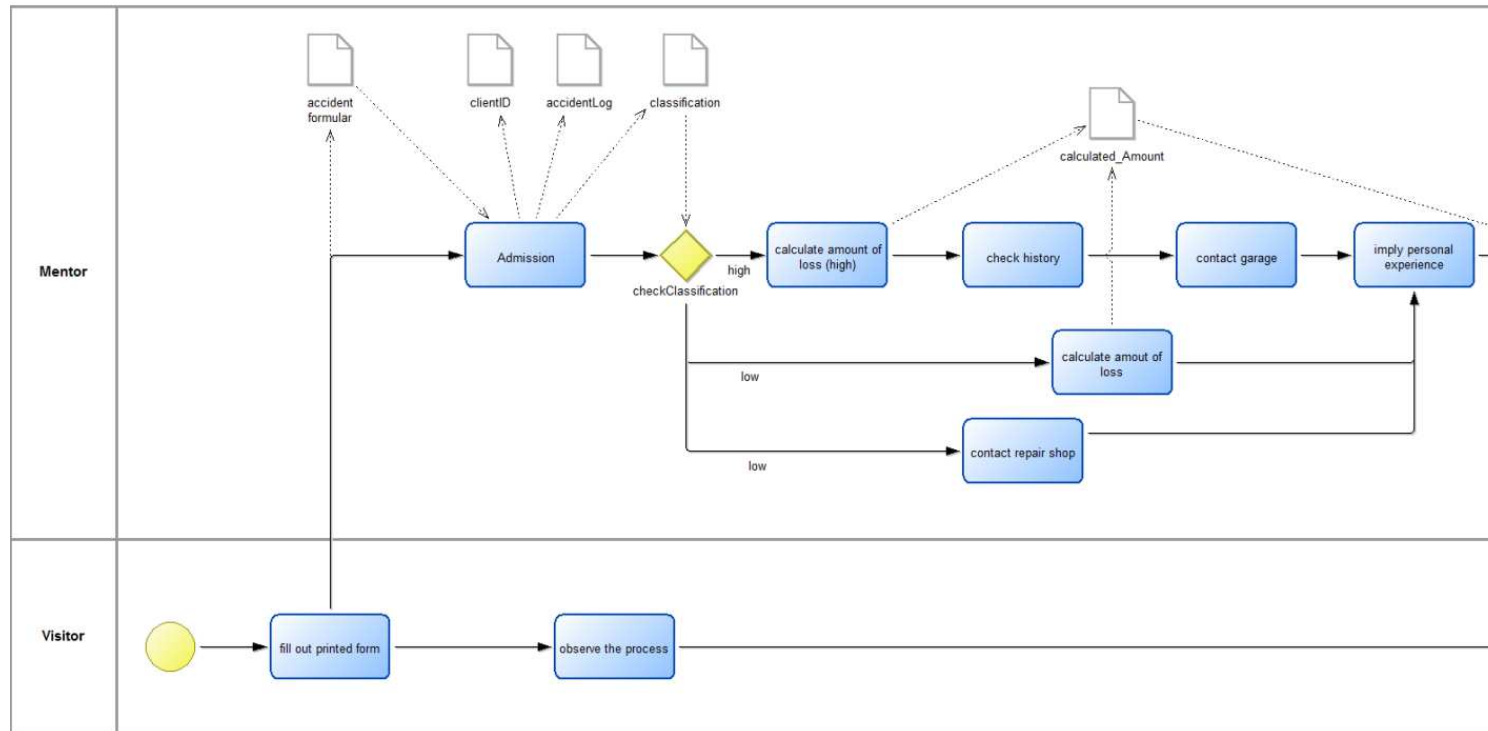 Mentor
accident
formular
clientID
accidentLog
classification
calculated_Amount
Admission
checkClassification
high
calculate amount of
loss (high)
check history
contact garage
imply personal
experience
low
calculate amout of
loss
low
contact repair shop
Visitor
fill out printed form
observe the process